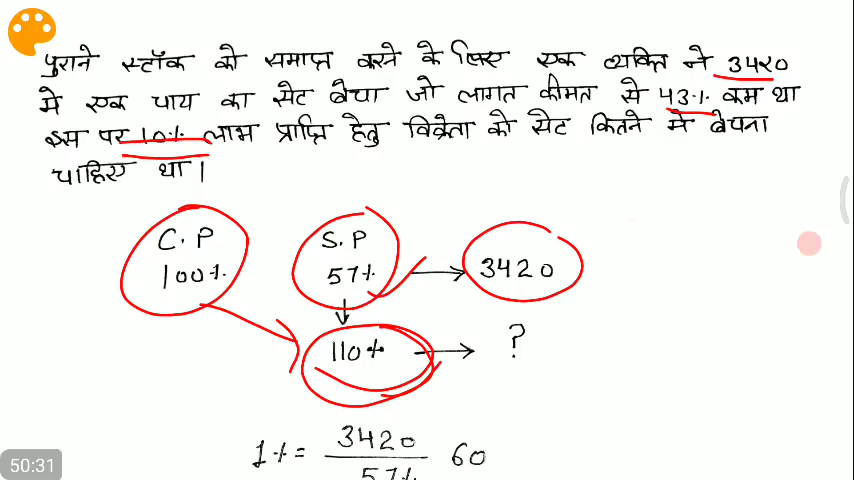 पुराने स्टॉक को समाप्त करने के लिए एक व्यक्ति ने 3420
मे एक चाय का सेट बेचा जो लागत कीमत से 43% कम था
इस पर 10% लाभ प्राप्ति हेतु विक्रेता को सेट कितने मे बेचना
चाहिए था।
C.P S.P
100% 57% → 3420
110% → ?
1% = 3420 60
57%
50:31